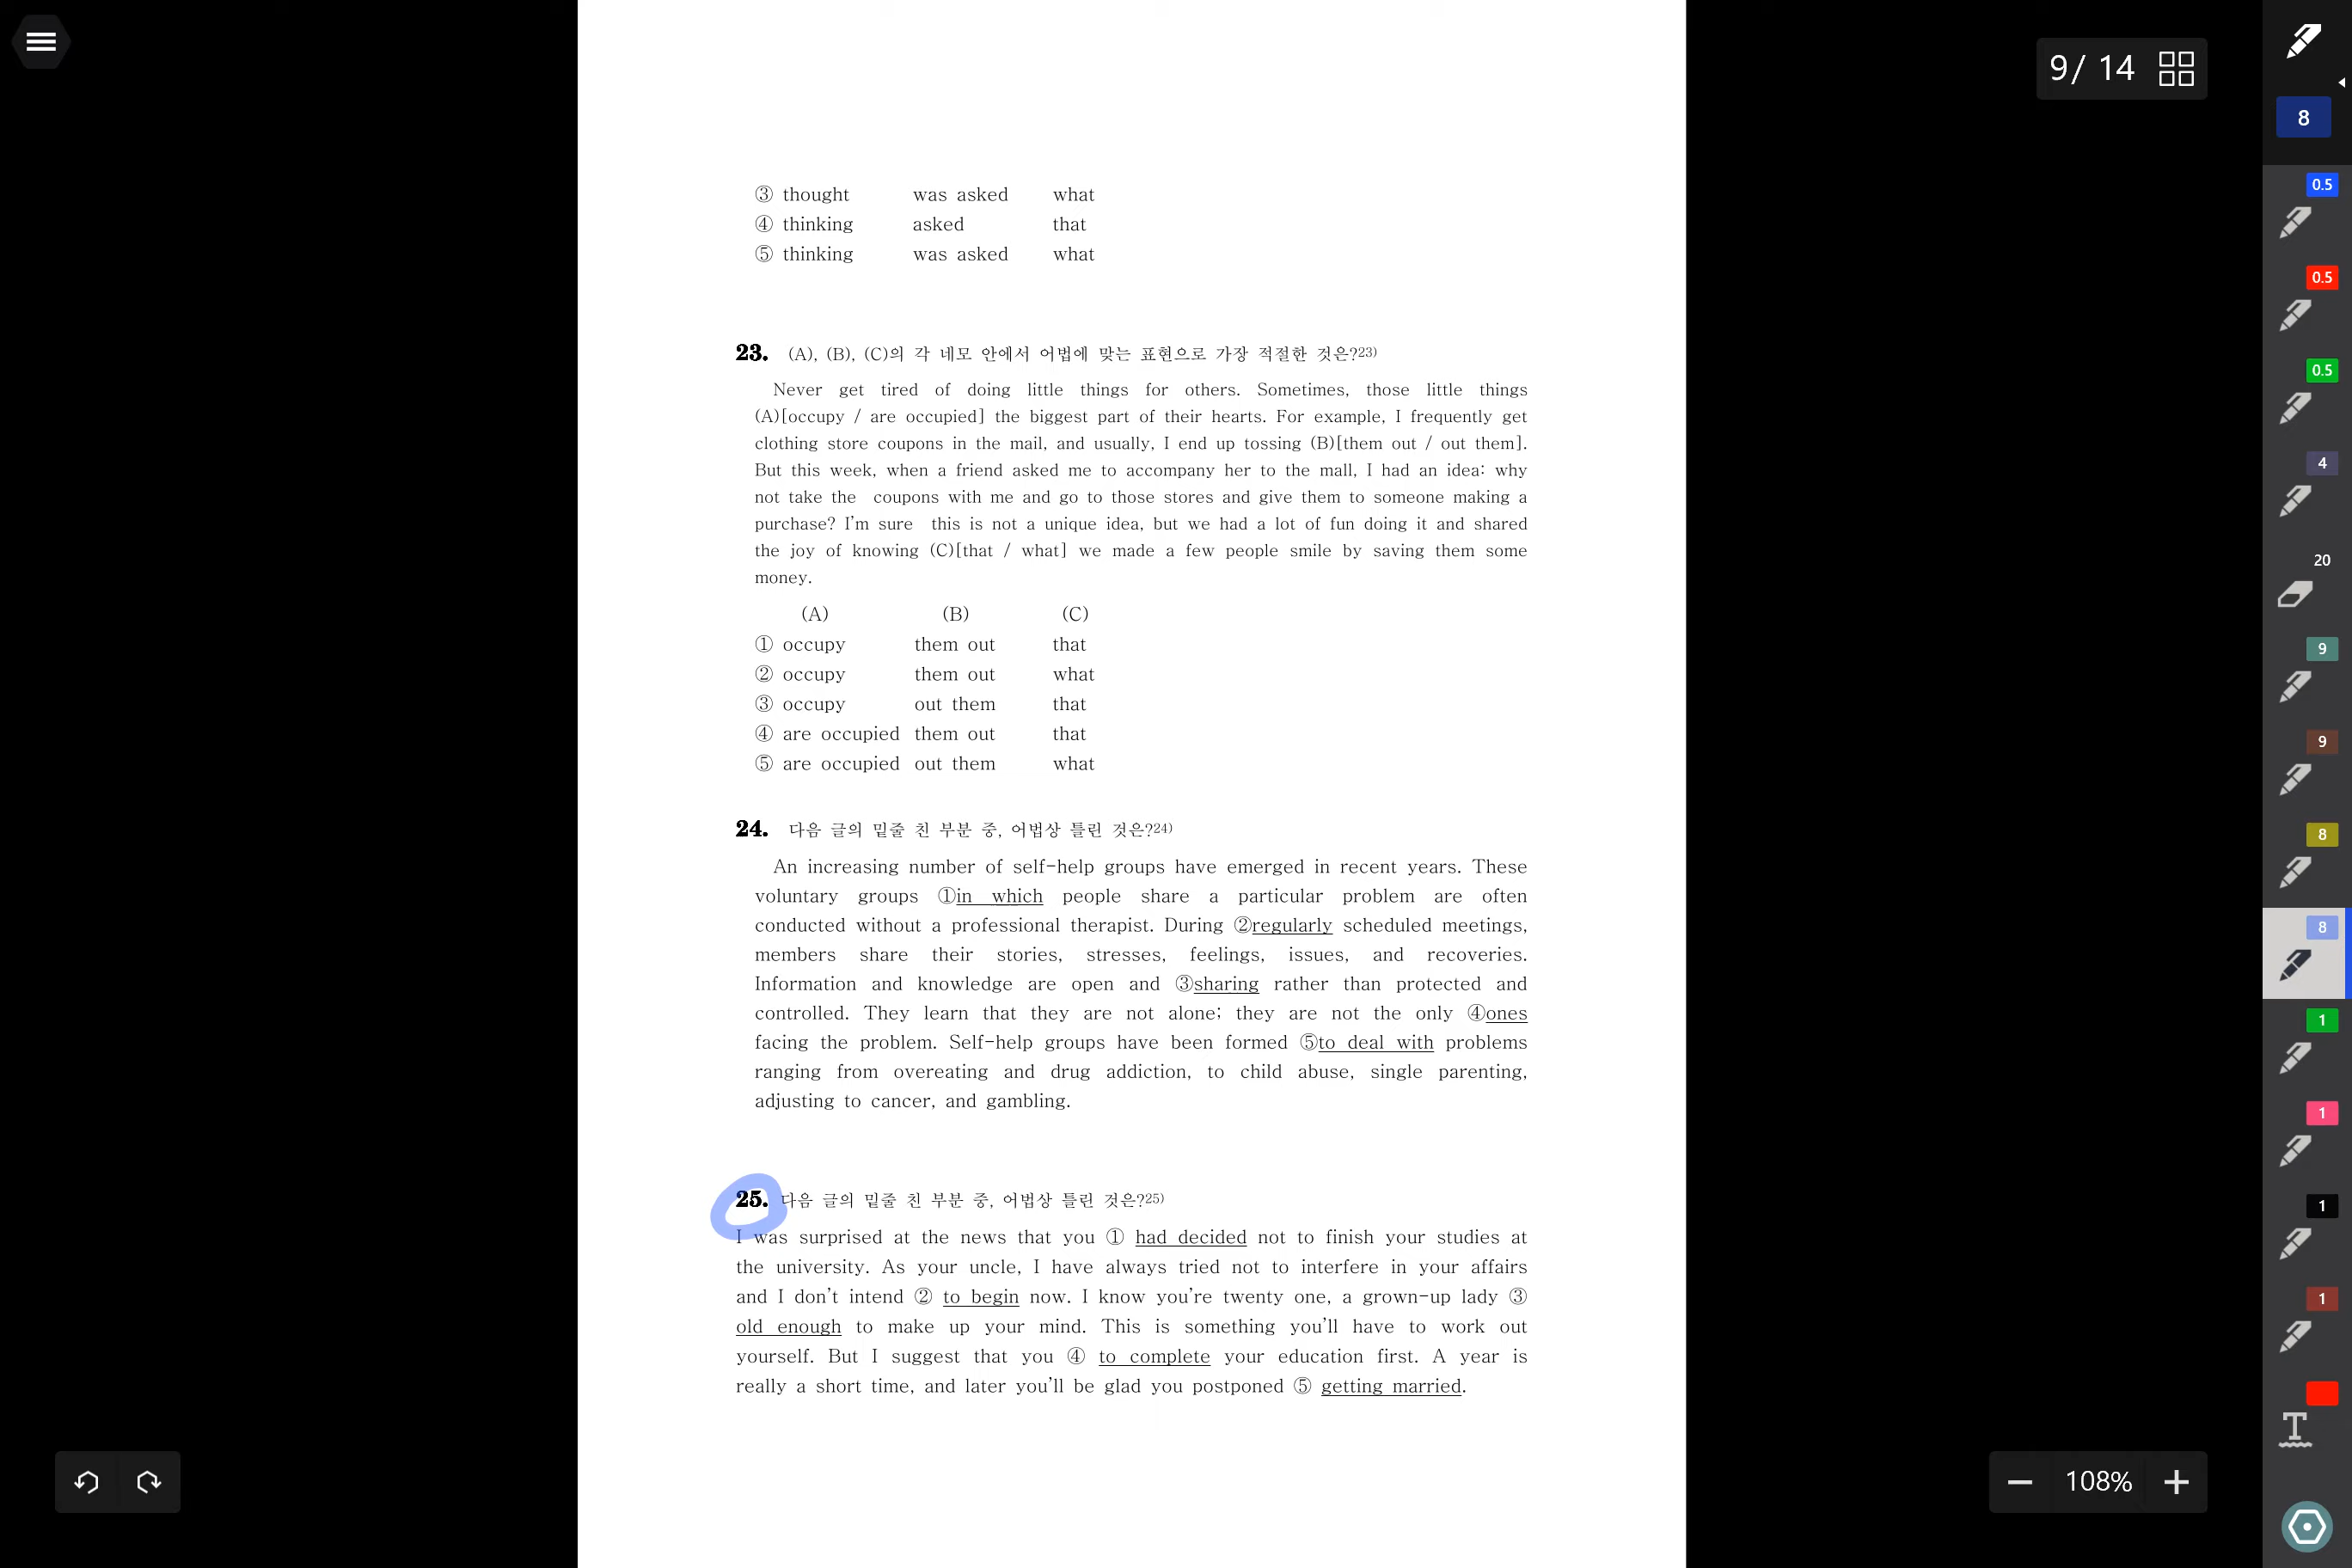 9/ 14
8
0.5
0.5
0.5
4
20
9
9
8
8
1
1
1
1
③ thought was asked what
④ thinking asked that
⑤ thinking was asked what
23. (A), (B), (C)의 각 네모 안에서 어법에 맞는 표현으로 가장 적절한 것은?23)
Never get tired of doing little things for others. Sometimes, those little things
(A)[occupy / are occupied] the biggest part of their hearts. For example, I frequently get
clothing store coupons in the mail, and usually, I end up tossing (B)[them out / out them].
But this week, when a friend asked me to accompany her to the mall, I had an idea: why
not take the coupons with me and go to those stores and give them to someone making a
purchase? I'm sure this is not a unique idea, but we had a lot of fun doing it and shared
the joy of knowing (C)[that / what] we made a few people smile by saving them some
money.
(A) (B) (C)
① occupy them out that
② occupy them out what
③ occupy out them that
④ are occupied them out that
⑤ are occupied out them what
24. 다음 글의 밑줄 친 부분 중, 어법상 틀린 것은?24)
An increasing number of self-help groups have emerged in recent years. These
voluntary groups ①in which people share a particular problem are often
conducted without a professional therapist. During ②regularly scheduled meetings,
members share their stories, stresses, feelings, issues, and recoveries.
Information and knowledge are open and ③sharing rather than protected and
controlled. They learn that they are not alone; they are not the only ④ones
facing the problem. Self-help groups have been formed ⑤to deal with problems
ranging from overeating and drug addiction, to child abuse, single parenting,
adjusting to cancer, and gambling.
25. 다음 글의 밑줄 친 부분 중, 어법상 틀린 것은?25)
I was surprised at the news that you ① had decided not to finish your studies at
the university. As your uncle, I have always tried not to interfere in your affairs
and I don't intend ② to begin now. I know you're twenty one, a grown-up lady ③
old enough to make up your mind. This is something you'll have to work out
yourself. But I suggest that you ④ to complete your education first. A year is
really a short time, and later you'll be glad you postponed ⑤ getting married.
108%